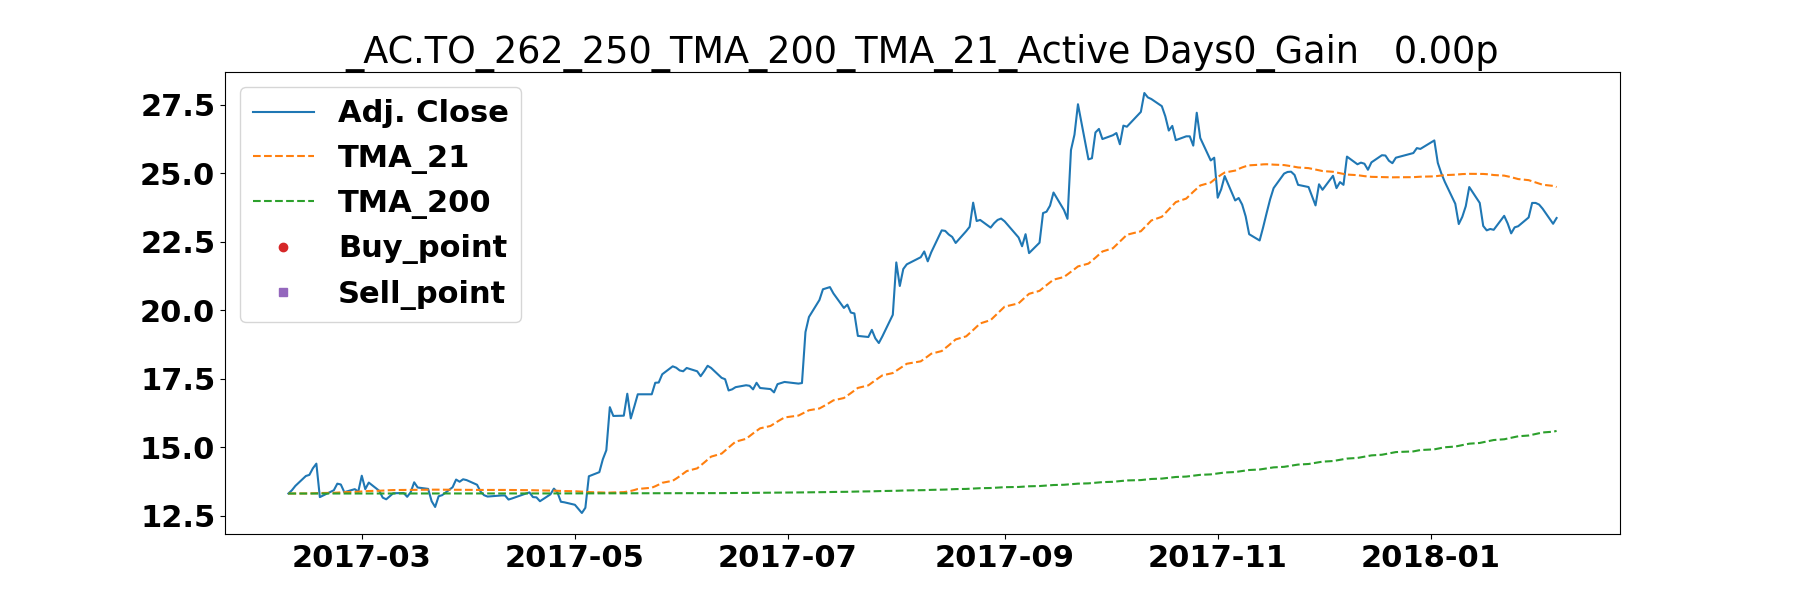 _AC.TO_262_250_TMA_200_TMA_21_Active Days0_Gain   0.00p
27.5
25.0
22.5
20.0
17.5
15.0
12.5
Adj. Close
TMA_21
TMA_200
Buy_point
Sell_point
2017-03 2017-05 2017-07 2017-09 2017-11 2018-01